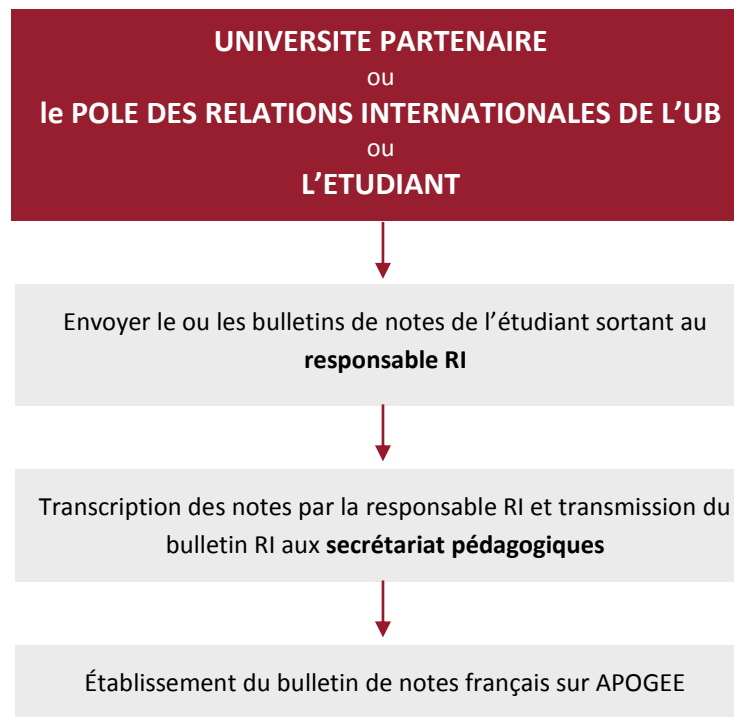 UNIVERSITE PARTENAIRE
ou
le POLE DES RELATIONS INTERNATIONALES DE L’UB
ou
L’ETUDIANT
Envoyer le ou les bulletins de notes de l’étudiant sortant au
responsable RI
Transcription des notes par la responsable RI et transmission du
bulletin RI aux secrétariat pédagogiques
Établissement du bulletin de notes français sur APOGEE